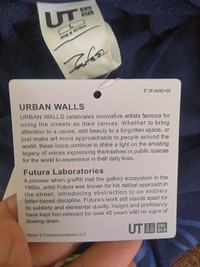 UT
MADE IN VIETNAM
URBAN WALLS
URBAN WALLS celebrates innovative artists famous for
using the streets as their canvas. Whether to bring
attention to a cause, add beauty to a forgotten space, or
just make art more approachable to people around the
world, these icons continue to shine a light on the amazing
legacy of voices expressing themselves in public spaces
for the world to experience in their daily lives.
Futura Laboratories
A pioneer when graffiti met the gallery ecosystem in the
1980s, artist Futura was known for his radical approach in
the street, introducing abstraction to an entirely
letter-based discipline. Futura's work still stands apart for
its subtlety and elemental quality. Insight and proficiency
have kept him relevant for over 40 years with no signs of
slowing down.
UT
Communications LLC